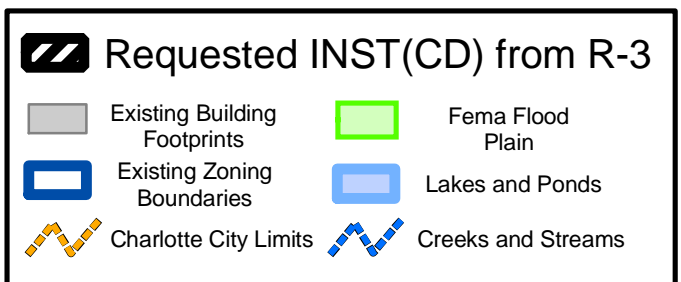 Requested INST(CD) from R-3
Existing Building
Footprints
Fema Flood
Plain
Existing Zoning
Boundaries
Lakes and Ponds
Charlotte City Limits
Creeks and Streams